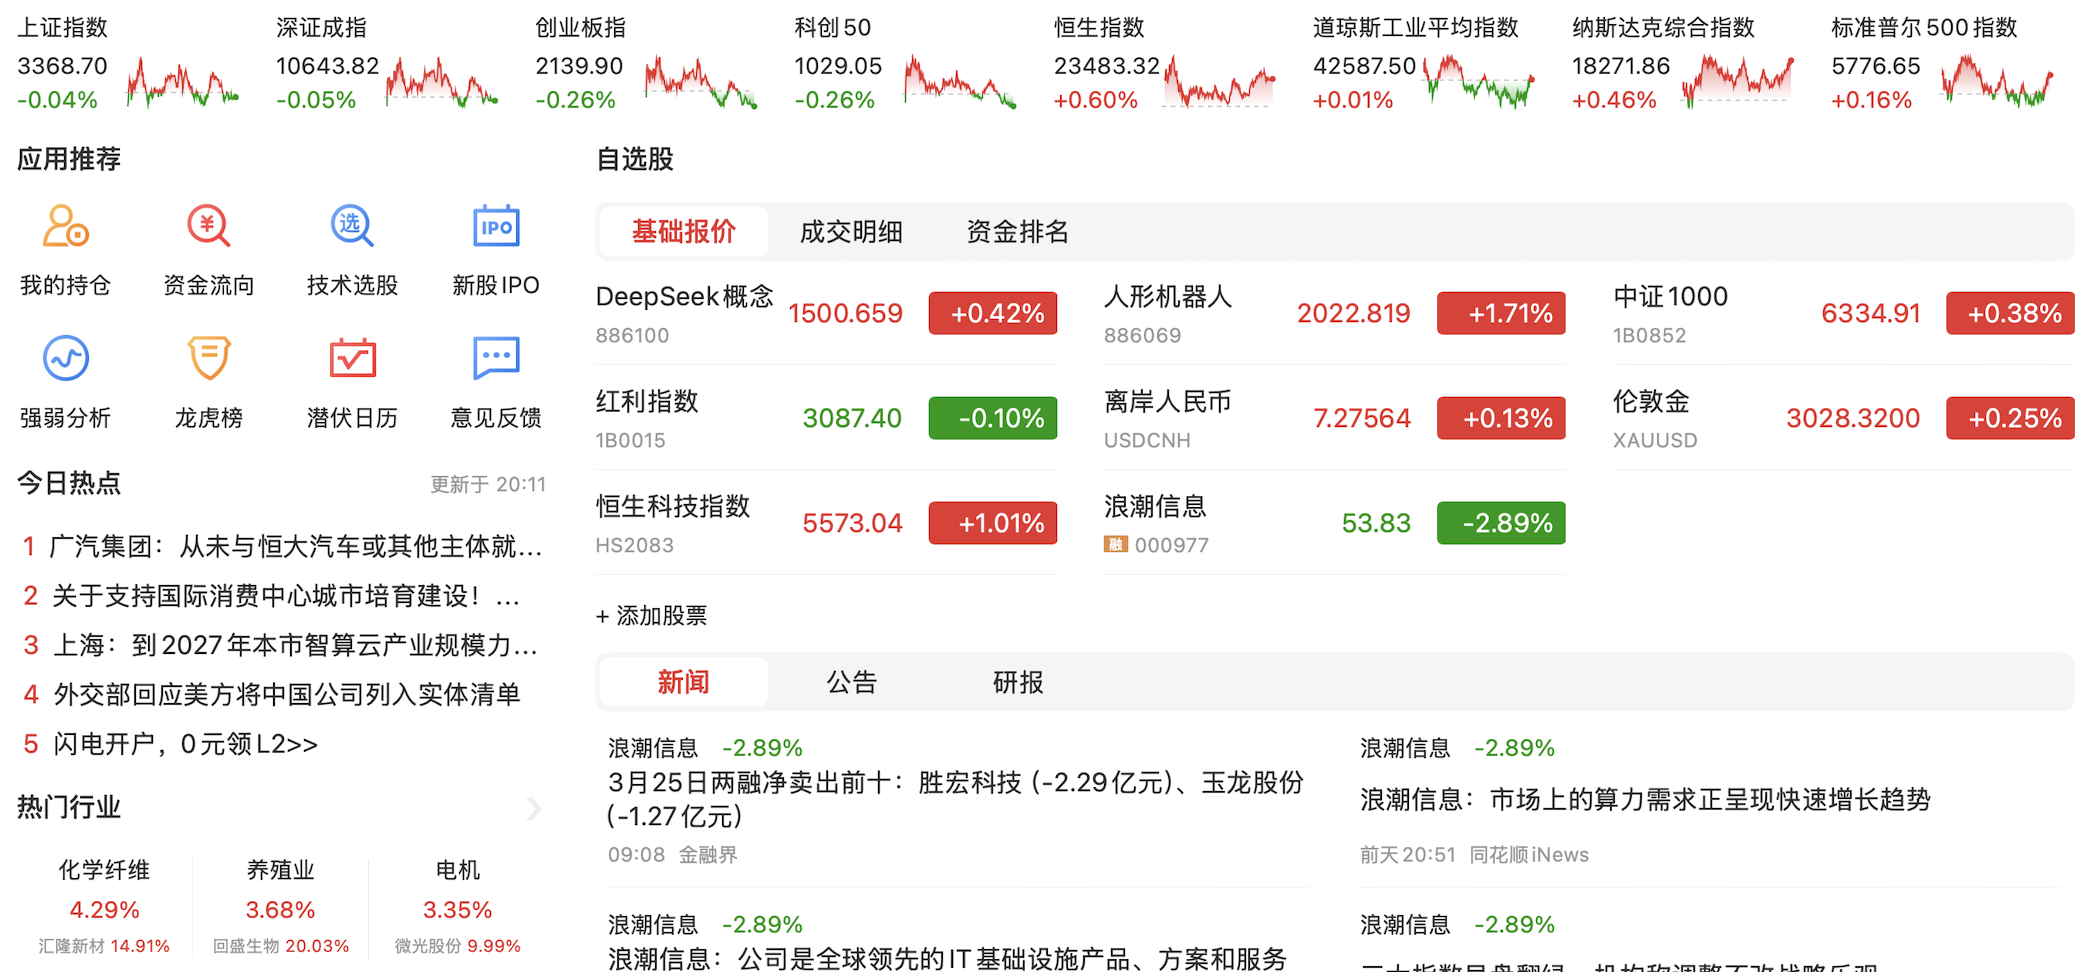 上证指数
3368.70
-0.04%
深证成指
10643.82
-0.05%
创业板指
2139.90
-0.26%
科创50
1029.05
-0.26%
恒生指数
23483.32
+0.60%
道琼斯工业平均指数
42587.50
+0.01%
纳斯达克综合指数
18271.86
+0.46%
标准普尔500指数
5776.65
+0.16%
应用推荐
我的持仓
¥
资金流向
选
技术选股
IPO
新股IPO
强弱分析
龙虎榜
潜伏日历
意见反馈
今日热点
更新于 20:11
1 广汽集团：从未与恒大汽车或其他主体就...
2 关于支持国际消费中心城市培育建设！...
3 上海：到2027年本市智算云产业规模力...
4 外交部回应美方将中国公司列入实体清单
5 闪电开户，0元领L2>>
热门行业
化学纤维
4.29%
汇隆新材 14.91%
养殖业
3.68%
回盛生物 20.03%
电机
3.35%
微光股份 9.99%
自选股
基础报价
成交明细
资金排名
DeepSeek概念
886100
1500.659
+0.42%
人形机器人
886069
2022.819
+1.71%
中证1000
1B0852
6334.91
+0.38%
红利指数
1B0015
3087.40
-0.10%
离岸人民币
USDCNH
7.27564
+0.13%
伦敦金
XAUUSD
3028.3200
+0.25%
恒生科技指数
HS2083
5573.04
+1.01%
浪潮信息
融 000977
53.83
-2.89%
+ 添加股票
新闻
公告
研报
浪潮信息 -2.89%
3月25日两融净卖出前十：胜宏科技 (-2.29亿元)、玉龙股份
(-1.27亿元)
09:08 金融界
浪潮信息 -2.89%
浪潮信息：市场上的算力需求正呈现快速增长趋势
前天20:51 同花顺iNews
浪潮信息 -2.89%
浪潮信息：公司是全球领先的IT基础设施产品、方案和服务
浪潮信息 -2.89%